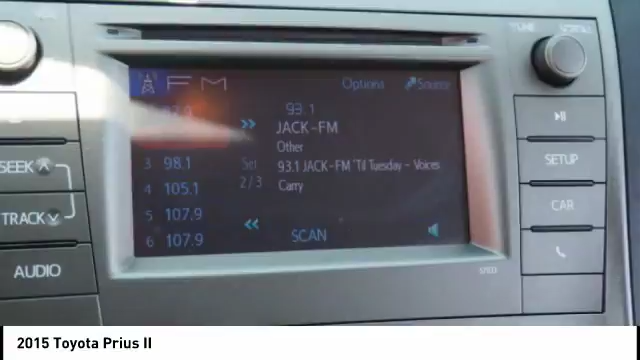 TUNE
FM
Options
Source
93.1
JACK-FM
Other
3 98.1
Set
93.1 JACK-FM 'Til Tuesday - Voices
2/3
Carry
4 105.1
5 107.9
6 107.9
SCAN
SEEK
TRACK
AUDIO
SETUP
CAR
2015 Toyota Prius II